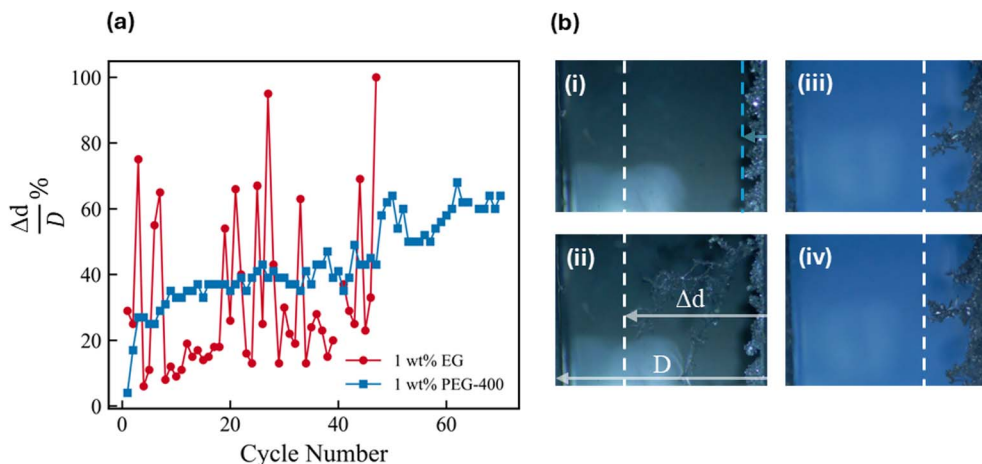 (a)
(b)
Δd
D
%
100
80
60
40
20
0
0
20
40
60
Cycle Number
1 wt% EG
1 wt% PEG-400
(i)
(iii)
(ii)
(iv)
Δd
D